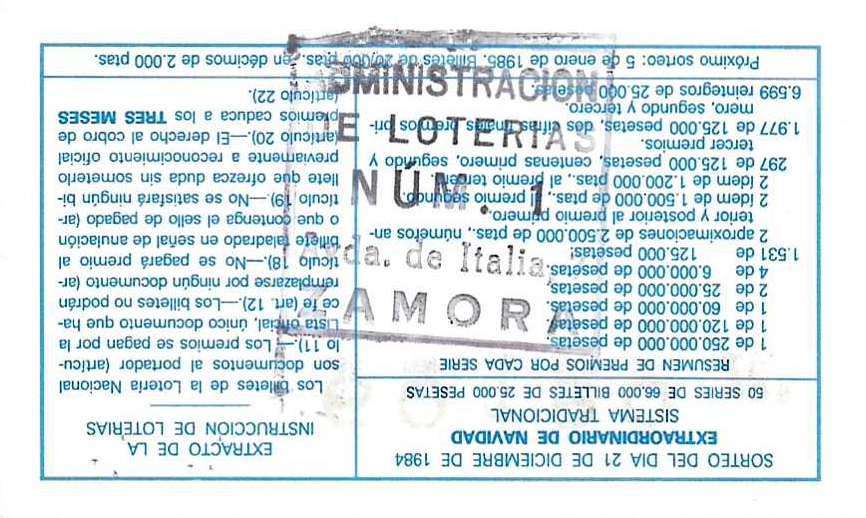 SORTEO DEL DIA 21 DE DICIEMBRE DE 1984
EXTRAORDINARIO DE NAVIDAD
SISTEMA TRADICIONAL
50 SERIES DE 66.000 BILLETES DE 25.000 PESETAS
RESUMEN DE PREMIOS POR CADA SERIE
1 de 250.000.000 de pesetas.
1 de 120.000.000 de pesetas.
1 de 60.000.000 de pesetas.
2 de 25.000.000 de pesetas.
4 de 6.000.000 de pesetas.
1.531 de 125.000 pesetas.
2 aproximaciones de 2.500.000 de ptas., números an-
terior y posterior al premio primero.
2 ídem de 1.500.000 de ptas., al premio segundo.
2 ídem de 1.200.000 ptas., al premio tercero.
297 de 125.000 pesetas, centenas primero, segundo y
tercer premios.
1.977 de 125.000 pesetas, dos cifras finales premios pri-
mero, segundo y tercero.
6.599 reintegros de 25.000 pesetas.
EXTRACTO DE LA
INSTRUCCION DE LOTERIAS
Los billetes de la Lotería Nacional
son documentos al portador (artícu-
lo 11).—Los premios se pagan por la
Lista oficial, único documento que ha-
ce fe (art. 12).—Los billetes no podrán
remplazarse por ningún documento (ar-
tículo 18).—No se pagará premio al
billete taladrado en señal de anulación
o que contenga el sello de pagado (ar-
tículo 19).—No se satisfará ningún bi-
llete que ofrezca duda sin someterlo
previamente a reconocimiento oficial
(artículo 20).—El derecho al cobro de
premios caduca a los TRES MESES
(artículo 22).
Próximo sorteo: 5 de enero de 1985. Billetes de 20.000 ptas., en décimos de 2.000 ptas.
ADMINISTRACION
DE LOTERIAS
NÚM. 1
Avda. de Italia,
ZAMORA